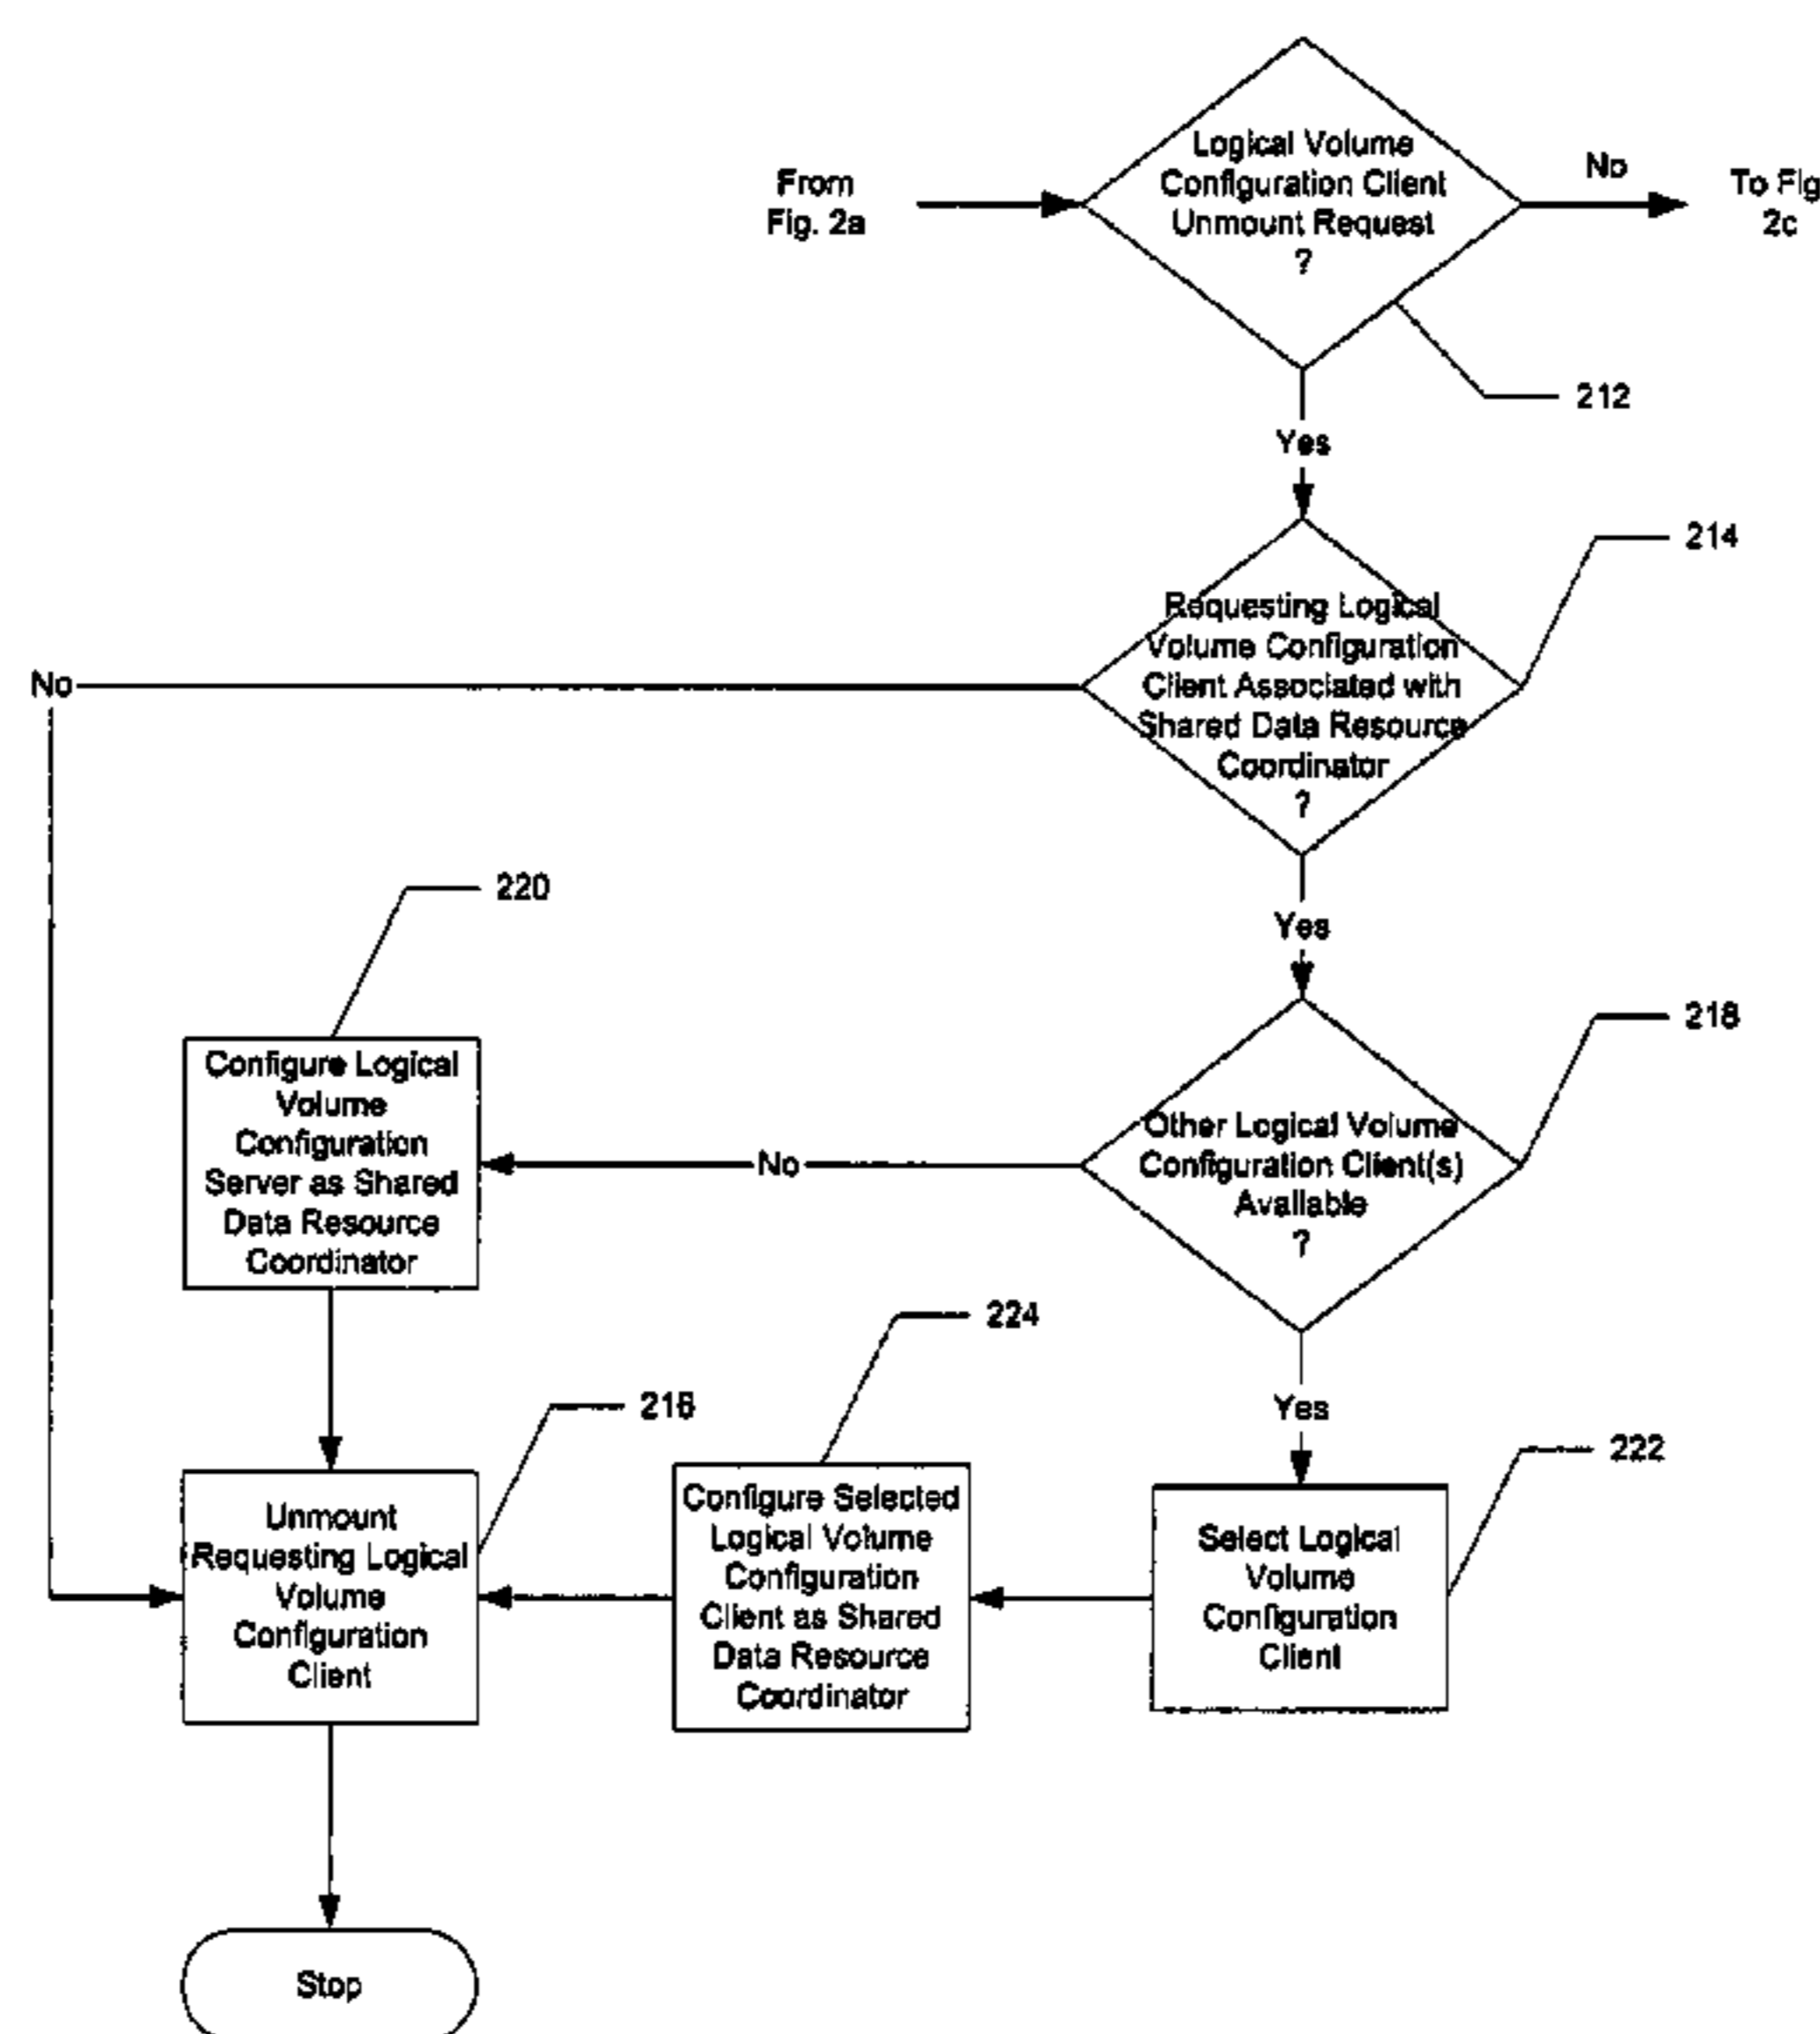 Logical Volume
Configuration Client
Unmount Request
?
From
Fig. 2a
No
To Fig
2c
212
Yes
214
Requesting Logical
Volume Configuration
Client Associated with
Shared Data Resource
Coordinator
?
No
220
Yes
218
Configure Logical
Volume
Configuration
Server as Shared
Data Resource
Coordinator
No
Other Logical Volume
Configuration Client(s)
Available
?
224
216
Yes
222
Unmount
Requesting Logical
Volume
Configuration
Client
Configure Selected
Logical Volume
Configuration
Client as Shared
Data Resource
Coordinator
Select Logical
Volume
Configuration
Client
Stop